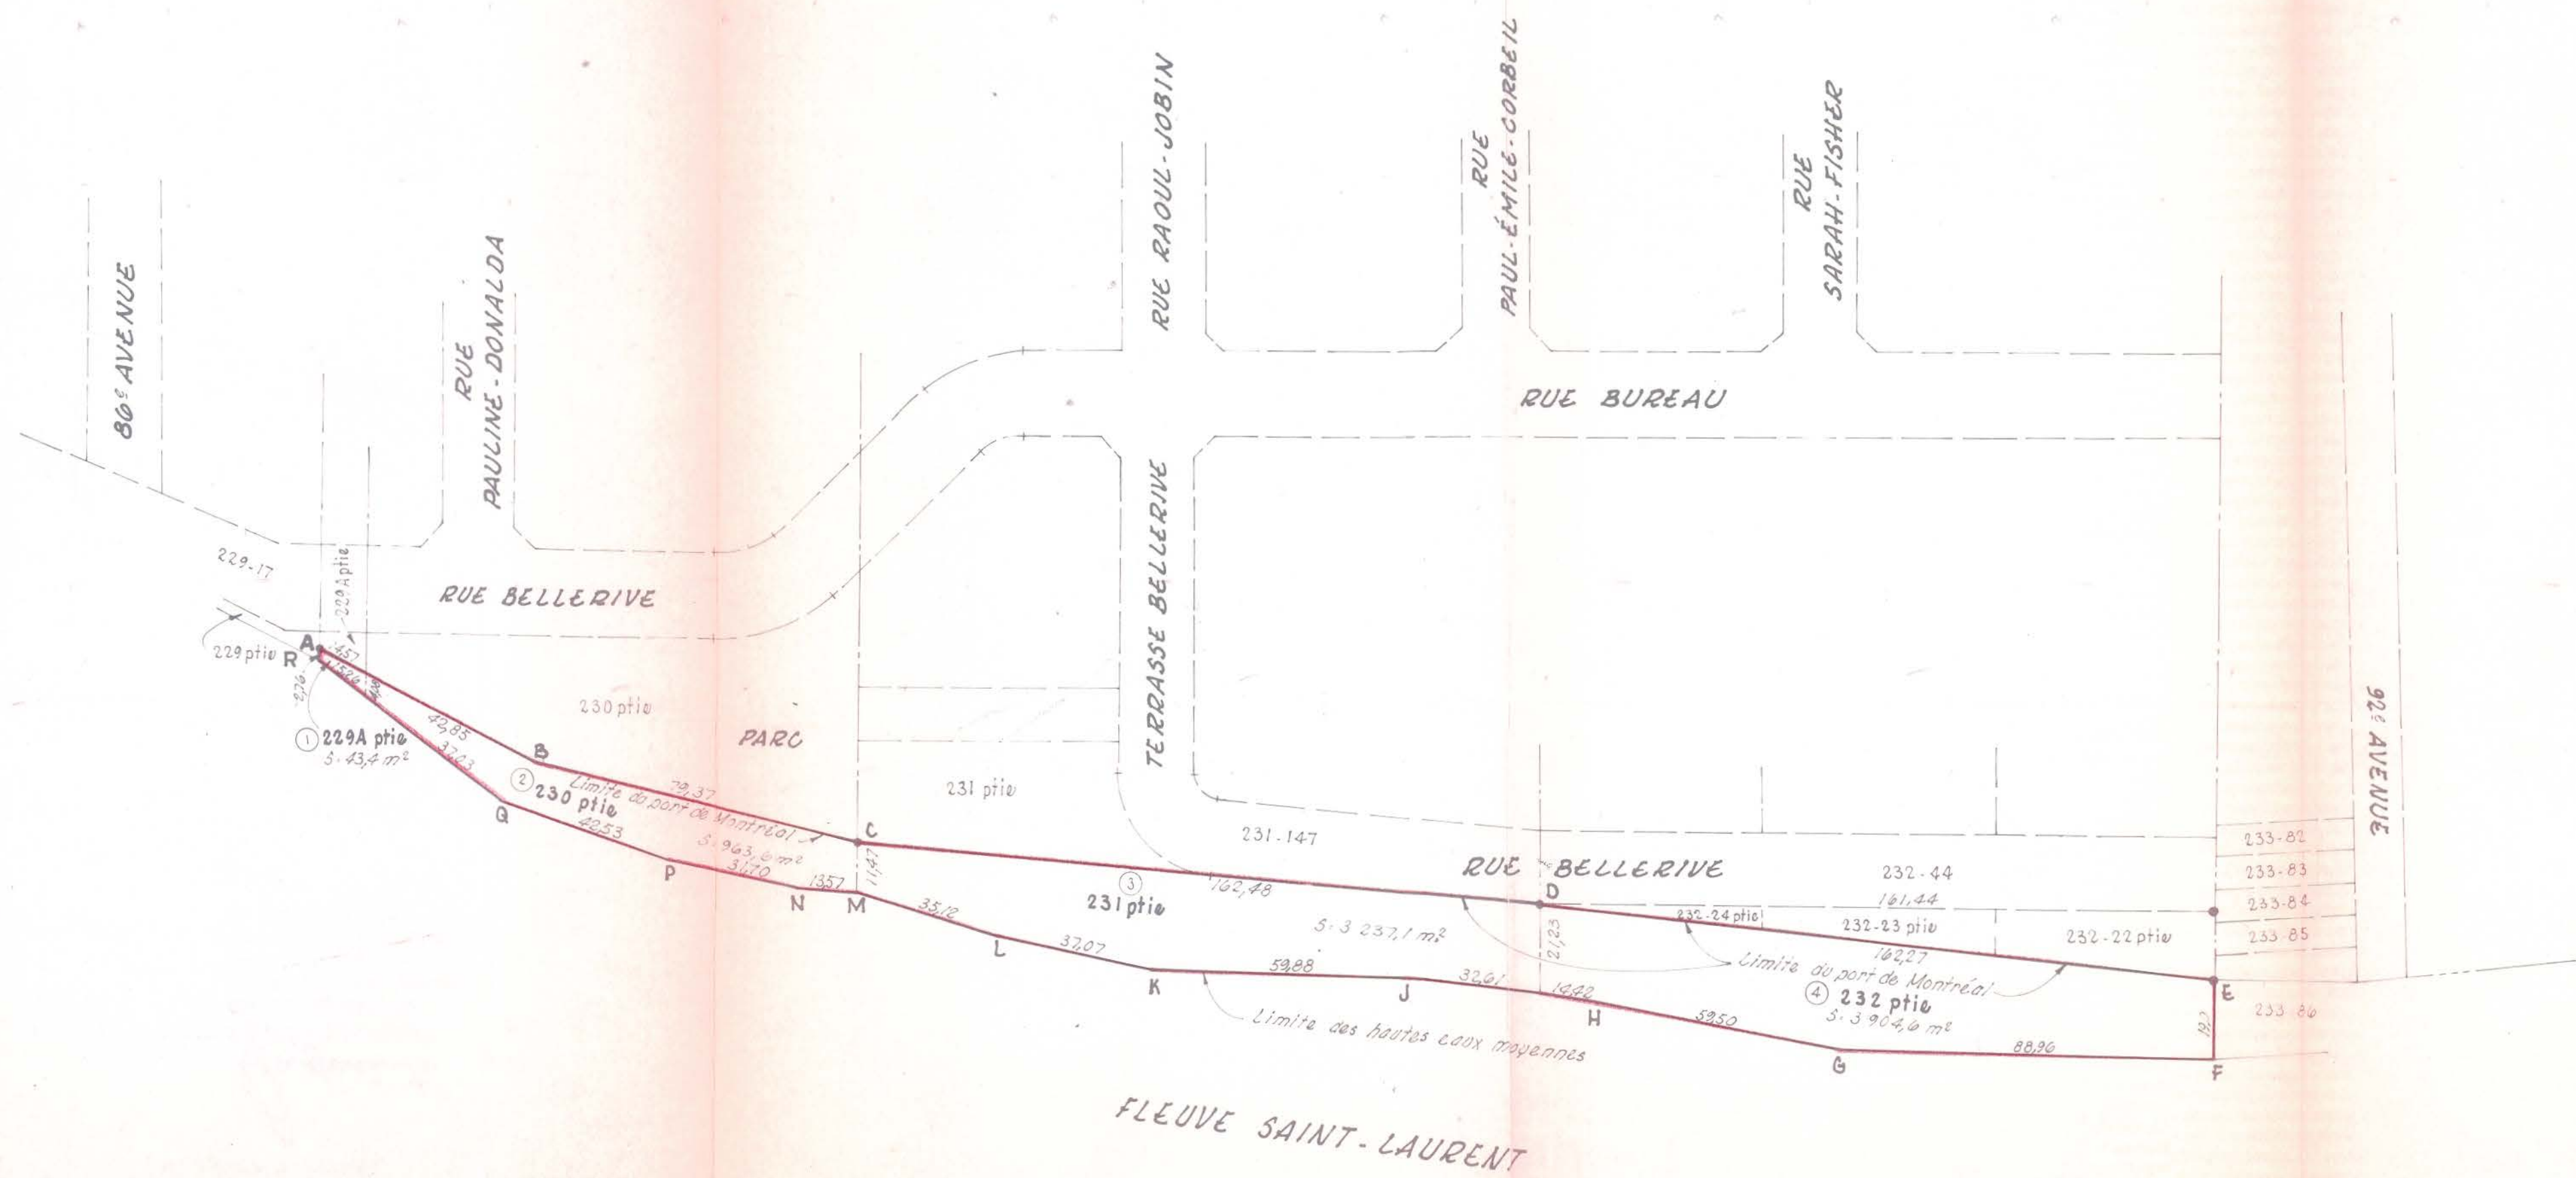 86e AVENUE
RUE
PAULINE-DONALDA
RUE RAOUL-JOBIN
RUE
PAUL-ÉMILE-CORBEIL
RUE
SARAH-FISHER
RUE BUREAU
92e AVENUE
TERRASSE BELLERIVE
229-17
229A ptie
RUE BELLERIVE
229 ptie
R
A
2,76
① 229A ptie
S: 43,4 m²
42,85
37,03
230 ptie
PARC
B
② 230 ptie
79,37
Limite du port de Montréal
S: 963,6 m²
Q
42,53
P
31,70
N
13,57
M
C
11,47
231 ptie
231-147
③
231 ptie
162,48
S: 3 237,1 m²
35,12
L
37,07
K
59,88
J
32,61
Limite des hautes eaux moyennes
RUE BELLERIVE
D
21,23
14,42
H
59,50
G
88,96
F
E
232-44
161,44
232-24 ptie
232-23 ptie
232-22 ptie
162,27
Limite du port de Montréal
④ 232 ptie
S: 3 904,6 m²
233-82
233-83
233-84
233-85
233-86
FLEUVE SAINT-LAURENT